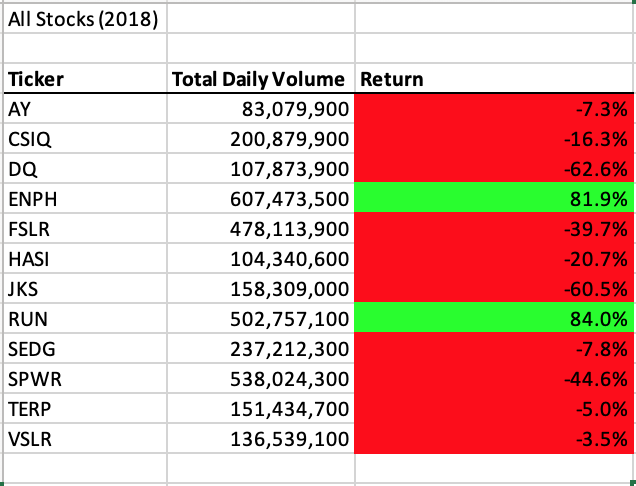 All Stocks (2018)
Ticker Total Daily Volume Return
AY 83,079,900 -7.3%
CSIQ 200,879,900 -16.3%
DQ 107,873,900 -62.6%
ENPH 607,473,500 81.9%
FSLR 478,113,900 -39.7%
HASI 104,340,600 -20.7%
JKS 158,309,000 -60.5%
RUN 502,757,100 84.0%
SEDG 237,212,300 -7.8%
SPWR 538,024,300 -44.6%
TERP 151,434,700 -5.0%
VSLR 136,539,100 -3.5%